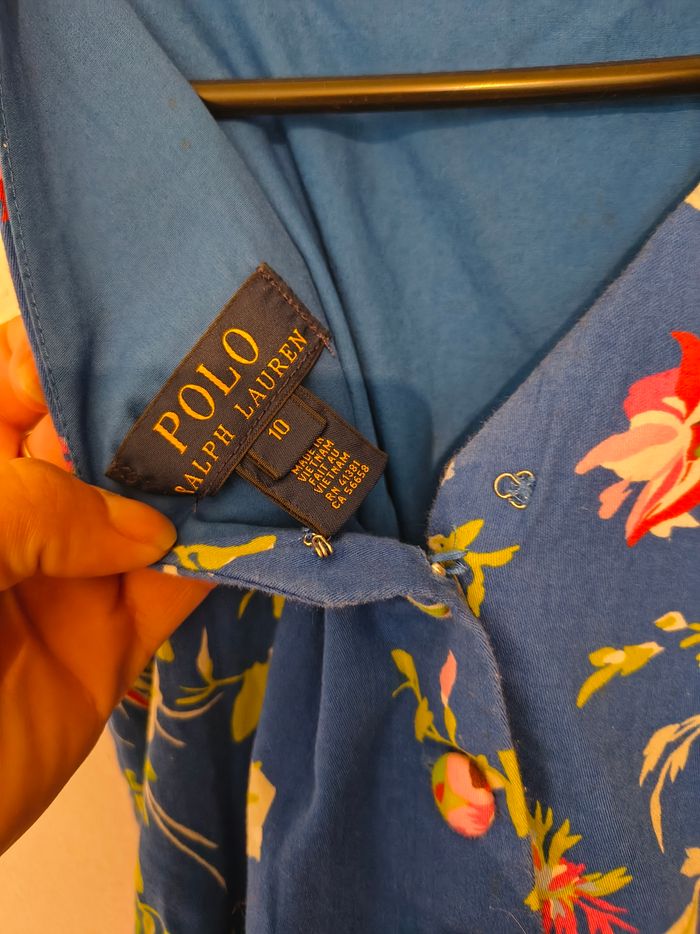 POLO
RALPH LAUREN
10
MADE IN
VIETNAM
FAIT AU
VIETNAM
RN 41381
CA 56658